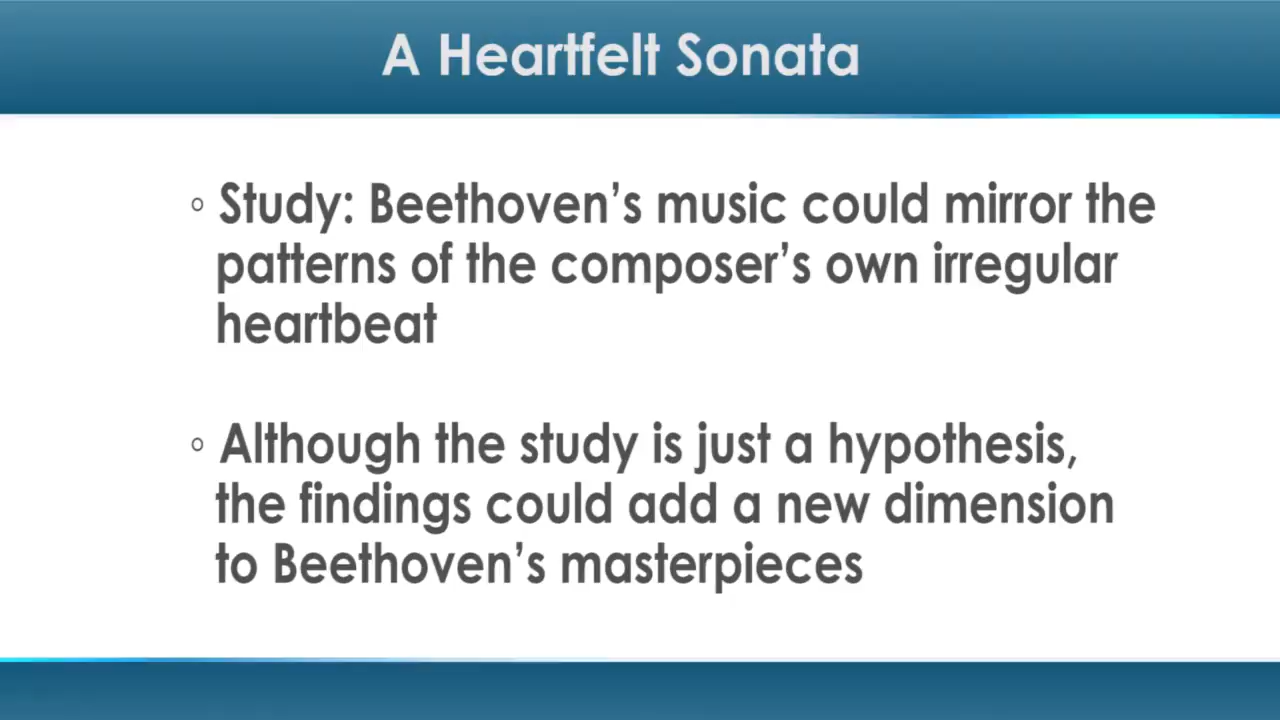 A Heartfelt Sonata
◦ Study: Beethoven’s music could mirror the
patterns of the composer’s own irregular
heartbeat
◦ Although the study is just a hypothesis,
the findings could add a new dimension
to Beethoven’s masterpieces